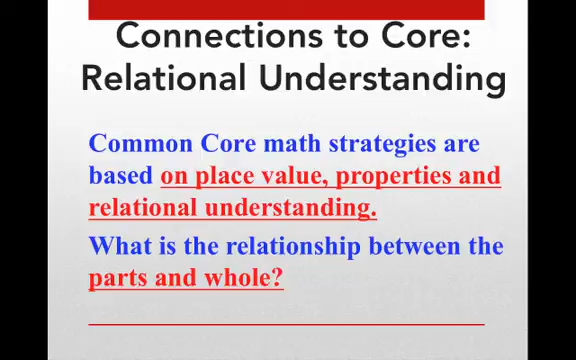 Connections to Core:
Relational Understanding
Common Core math strategies are
based on place value, properties and
relational understanding.
What is the relationship between the
parts and whole?